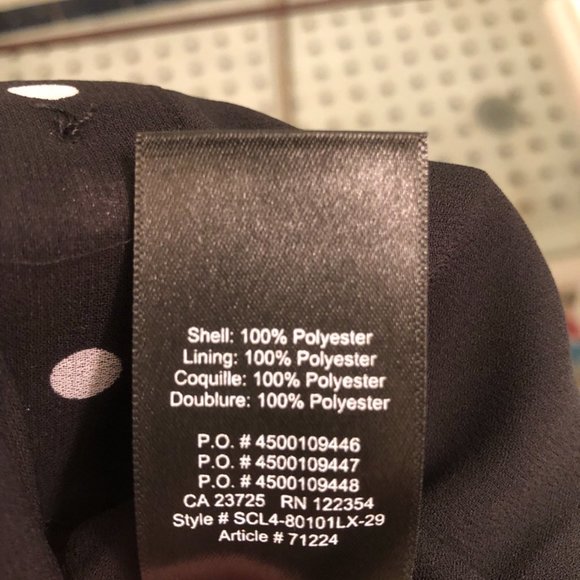 Shell: 100% Polyester
Lining: 100% Polyester
Coquille: 100% Polyester
Doublure: 100% Polyester
P.O. # 4500109446
P.O. # 4500109447
P.O. # 4500109448
CA 23725 RN 122354
Style # SCL4-80101LX-29
Article # 71224